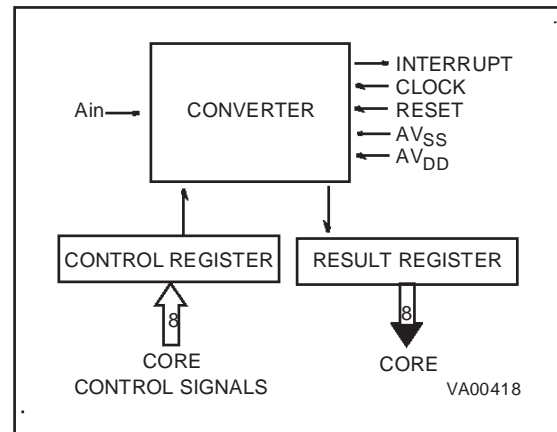 INTERRUPT
CLOCK
Ain
CONVERTER
RESET
AVSS
AVDD
CONTROL REGISTER
RESULT REGISTER
8
8
CORE
CONTROL SIGNALS
CORE
VA00418